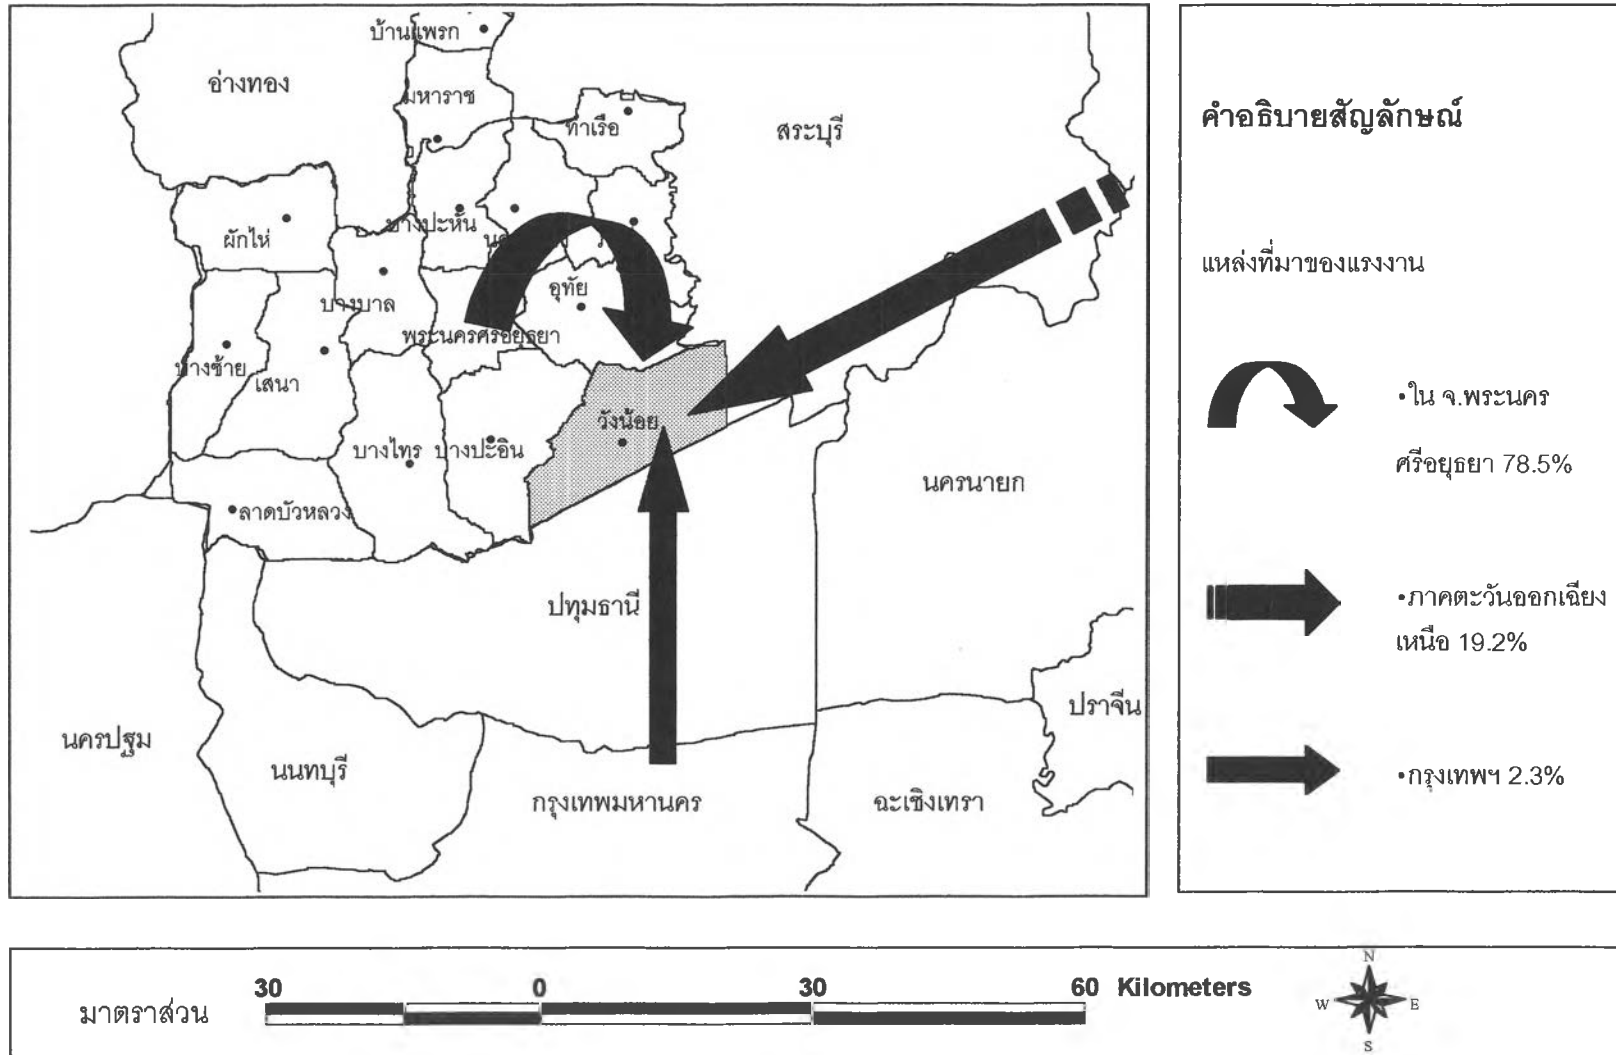 บ้านแพรก
อ่างทอง
มหาราช
ท่าเรือ
สระบุรี
บางปะหัน
ผักไห่
อุทัย
บางบาล
พระนครศรีอยุธยา
บางซ้าย
เสนา
วังน้อย
บางไทร
บางปะอิน
นครนายก
ลาดบัวหลวง
ปทุมธานี
ปราจีน
นครปฐม
นนทบุรี
กรุงเทพมหานคร
ฉะเชิงเทรา
คำอธิบายสัญลักษณ์
แหล่งที่มาของแรงงาน
•ใน จ.พระนคร
ศรีอยุธยา 78.5%
•ภาคตะวันออกเฉียง
เหนือ 19.2%
•กรุงเทพฯ 2.3%
มาตราส่วน
30 0 30 60 Kilometers
N
W E
S